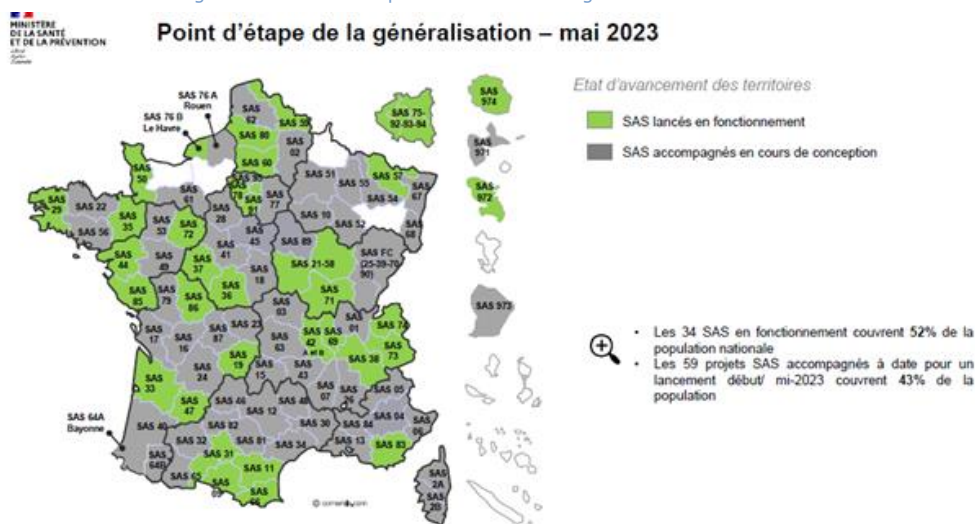 MINISTÈRE
DE LA SANTÉ
ET DE LA PRÉVENTION
Point d'étape de la généralisation – mai 2023
Etat d'avancement des territoires
SAS lancés en fonctionnement
SAS accompagnés en cours de conception
SAS 76 A
Rouen
SAS 76 B
Le Havre
SAS
62
SAS 59
SAS 80
SAS
02
SAS 60
SAS 75-
92-93-94
SAS
974
SAS
971
SAS
972
SAS 973
SAS
50
SAS
61
SAS 95
SAS
78
SAS
91
SAS
77
SAS 51
SAS 55
SAS 57
SAS 54
SAS
67
SAS
68
SAS
29
SAS 22
SAS 56
SAS
35
SAS
53
SAS
72
SAS
28
SAS
45
SAS 10
SAS 52
SAS 89
SAS
44
SAS
49
SAS
37
SAS
41
SAS
18
SAS 21-58
SAS FC
(25-39-70
90)
SAS
85
SAS
79
SAS
86
SAS
36
SAS
03
SAS
71
SAS
01
SAS 74
SAS
73
SAS
17
SAS
16
SAS
87
SAS 23
SAS
63
SAS
42
SAS
69
SAS 38
SAS
24
SAS
19
SAS
15
SAS
43
SAS
07
SAS
26
SAS 05
SAS
33
SAS
47
SAS 46
SAS 48
SAS 12
SAS 30
SAS 84
SAS 04
SAS
06
SAS 64A
Bayonne
SAS 40
SAS
64B
SAS 32
SAS 82
SAS 81
SAS 34
SAS 13
SAS 83
SAS 65
SAS 31
SAS
09
SAS 11
SAS
66
SAS
2A
SAS
2B
© comersis.com
• Les 34 SAS en fonctionnement couvrent 52% de la
population nationale
• Les 59 projets SAS accompagnés à date pour un
lancement début/ mi-2023 couvrent 43% de la
population